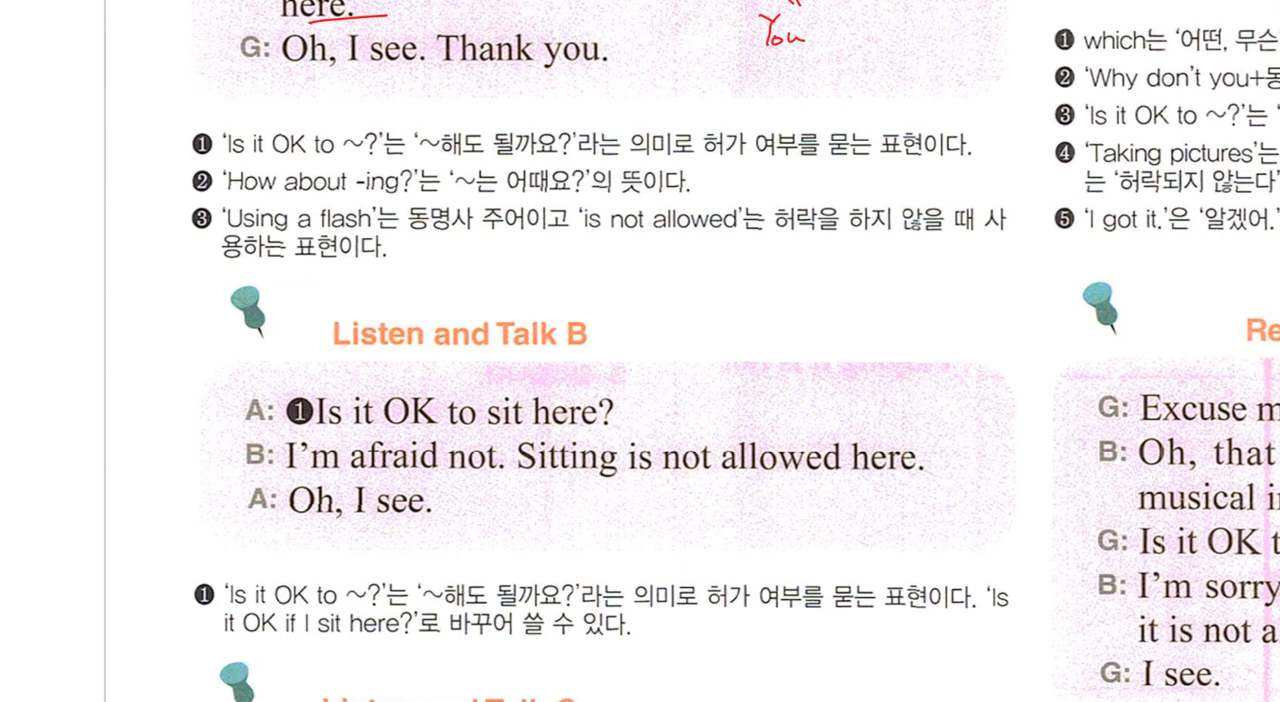 here.
You
G: Oh, I see. Thank you.
❶ ‘Is it OK to ~?’는 ‘~해도 될까요?’라는 의미로 허가 여부를 묻는 표현이다.
❷ ‘How about -ing?’는 ‘~는 어때요?’의 뜻이다.
❸ ‘Using a flash’는 동명사 주어이고 ‘is not allowed’는 허락을 하지 않을 때 사
용하는 표현이다.
Listen and Talk B
A: ❶Is it OK to sit here?
B: I’m afraid not. Sitting is not allowed here.
A: Oh, I see.
❶ ‘Is it OK to ~?’는 ‘~해도 될까요?’라는 의미로 허가 여부를 묻는 표현이다. ‘Is
it OK if I sit here?’로 바꾸어 쓸 수 있다.
❶ which는 ‘어떤, 무슨
❷ ‘Why don’t you+동
❸ ‘Is it OK to ~?’는 ‘
❹ ‘Taking pictures’는
는 ‘허락되지 않는다’
❺ ‘I got it.’은 ‘알겠어.’
Re
G: Excuse m
B: Oh, that
musical i
G: Is it OK t
B: I’m sorry
it is not a
G: I see.